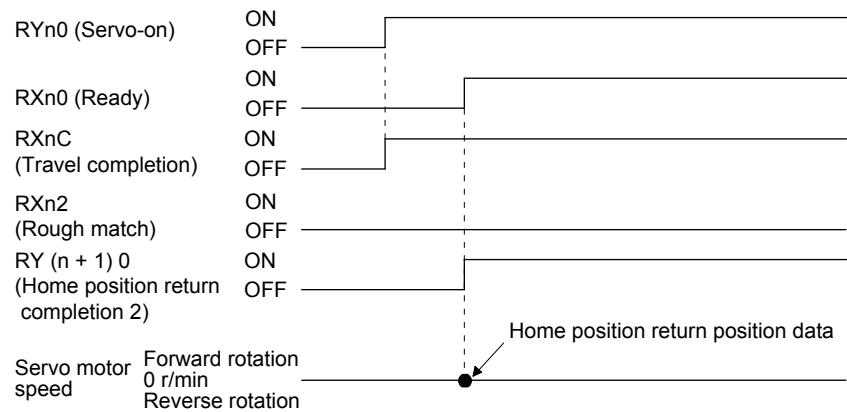 RYn0 (Servo-on)
ON
OFF
RXn0 (Ready)
ON
OFF
RXnC
(Travel completion)
ON
OFF
RXn2
(Rough match)
ON
OFF
RY (n + 1) 0
(Home position return
completion 2)
ON
OFF
Home position return position data
Servo motor
speed
Forward rotation
0 r/min
Reverse rotation